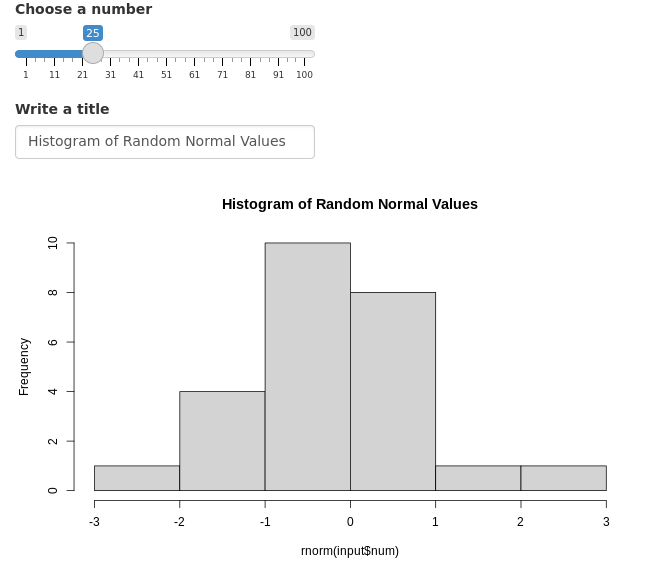 Choose a number
1 25 100
1 11 21 31 41 51 61 71 81 91 100
Write a title
Histogram of Random Normal Values
Histogram of Random Normal Values
10
8
6
4
2
0
Frequency
-3 -2 -1 0 1 2 3
rnorm(input$num)